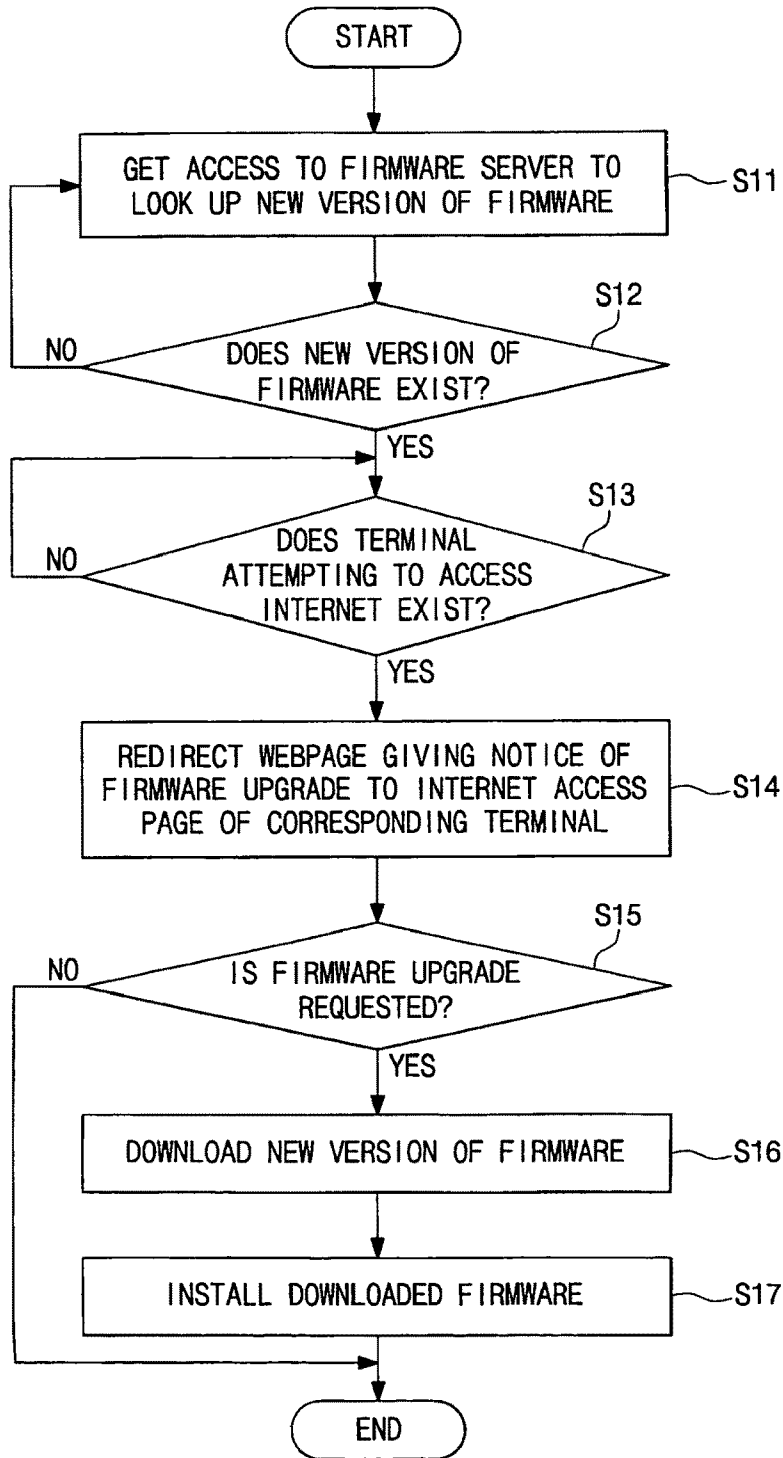 START
GET ACCESS TO FIRMWARE SERVER TO
LOOK UP NEW VERSION OF FIRMWARE
S11
S12
DOES NEW VERSION OF
FIRMWARE EXIST?
NO
YES
S13
DOES TERMINAL
ATTEMPTING TO ACCESS
INTERNET EXIST?
NO
YES
REDIRECT WEBPAGE GIVING NOTICE OF
FIRMWARE UPGRADE TO INTERNET ACCESS
PAGE OF CORRESPONDING TERMINAL
S14
S15
NO
IS FIRMWARE UPGRADE
REQUESTED?
YES
DOWNLOAD NEW VERSION OF FIRMWARE
S16
INSTALL DOWNLOADED FIRMWARE
S17
END